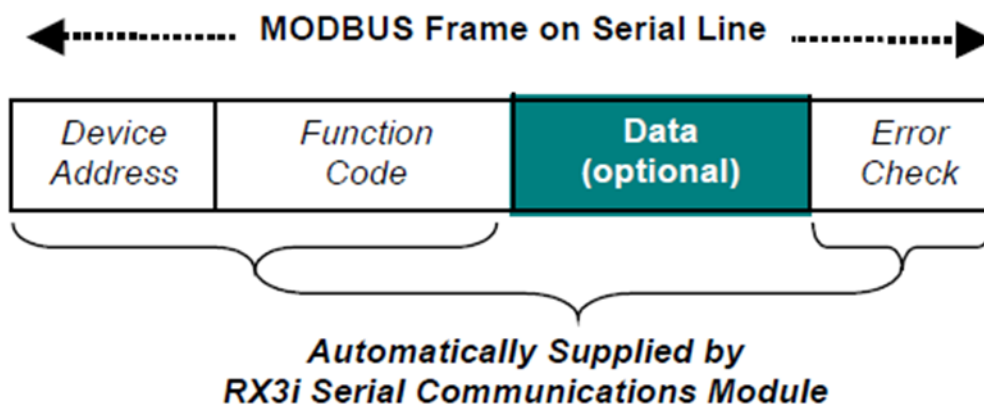 MODBUS Frame on Serial Line
Device Address
Function Code
Data (optional)
Error Check
Automatically Supplied by
RX3i Serial Communications Module